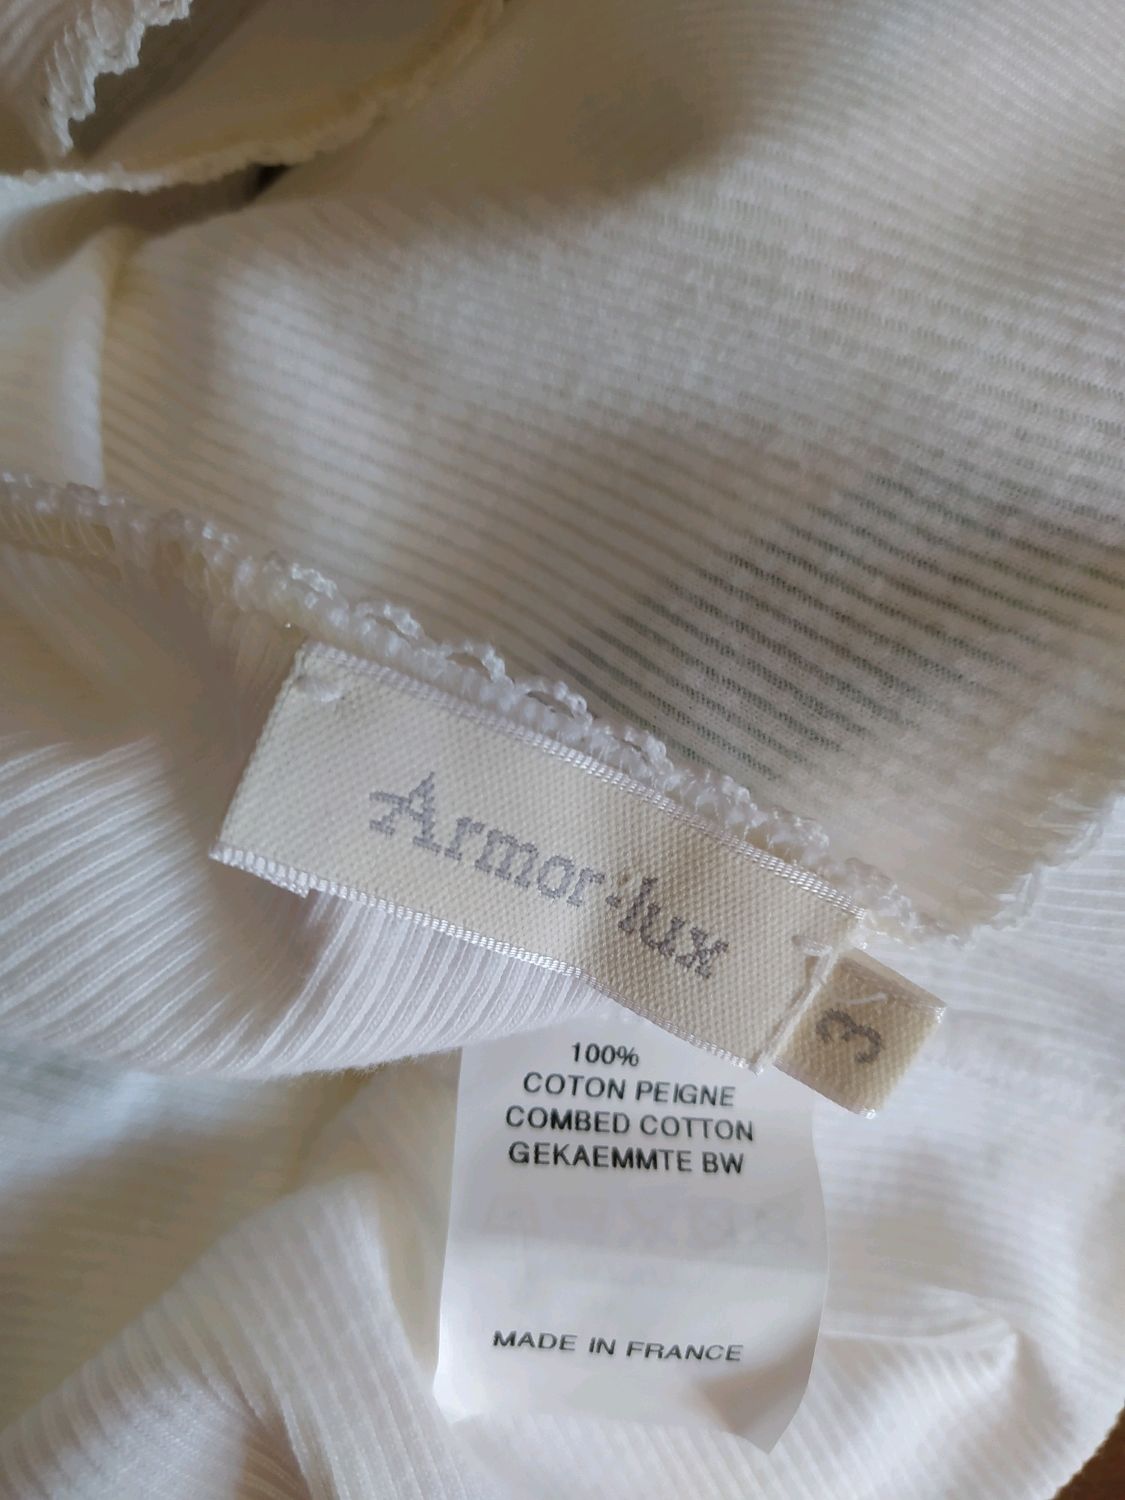 Armor-lux
3
100%
COTON PEIGNE
COMBED COTTON
GEKAEMMTE BW
MADE IN FRANCE